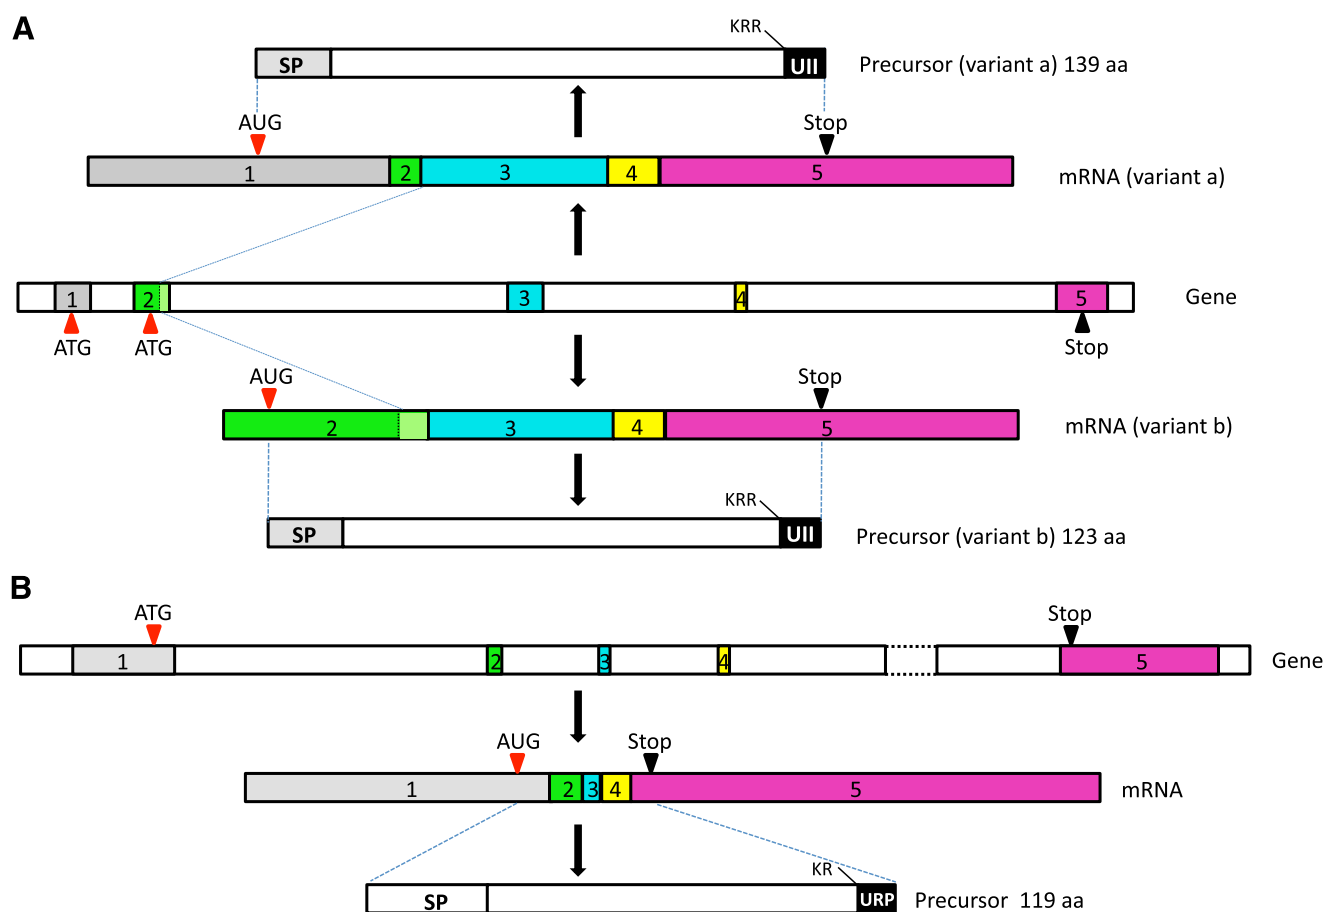 A
KRR
SP
UII
Precursor (variant a) 139 aa
AUG
Stop
1
2
3
4
5
mRNA (variant a)
1
2
3
4
5
Gene
ATG
ATG
Stop
AUG
Stop
2
3
4
5
mRNA (variant b)
KRR
SP
UII
Precursor (variant b) 123 aa
B
ATG
Stop
1
2
3
4
5
Gene
AUG
Stop
1
2
3
4
5
mRNA
KR
SP
URP
Precursor 119 aa